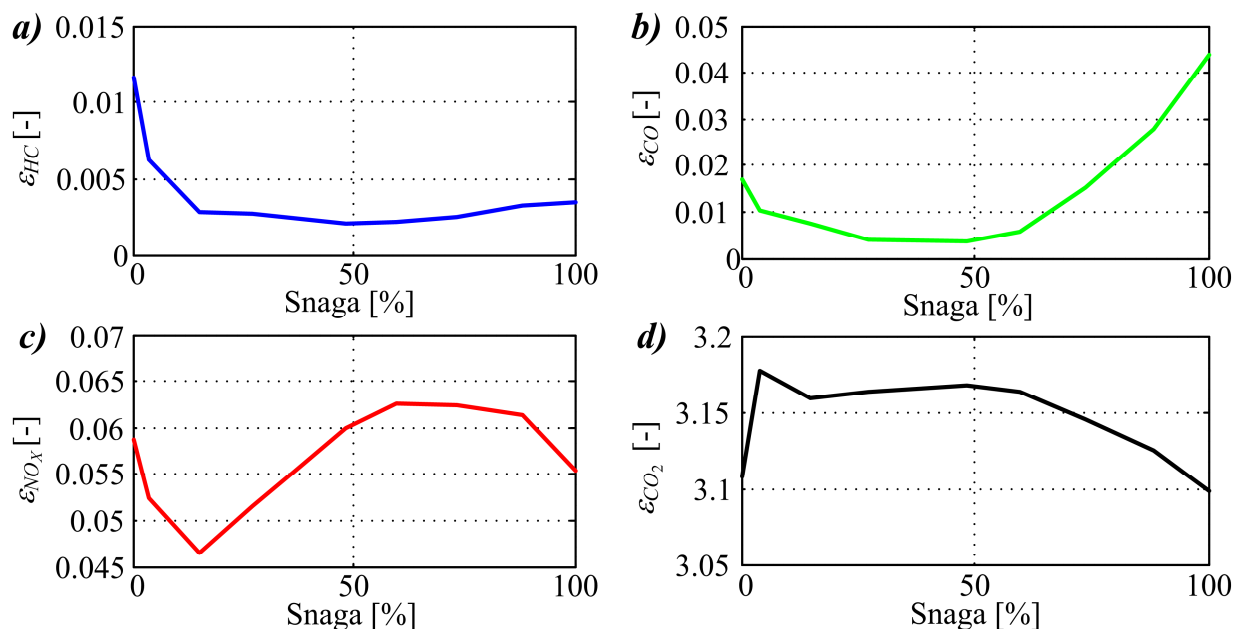 a)
0.015
0.01
0.005
0
ε_HC [-]
0 50 100
Snaga [%]
b)
0.05
0.04
0.03
0.02
0.01
0
ε_CO [-]
0 50 100
Snaga [%]
c)
0.07
0.065
0.06
0.055
0.05
0.045
ε_NO_X [-]
0 50 100
Snaga [%]
d)
3.2
3.15
3.1
3.05
ε_CO₂ [-]
0 50 100
Snaga [%]